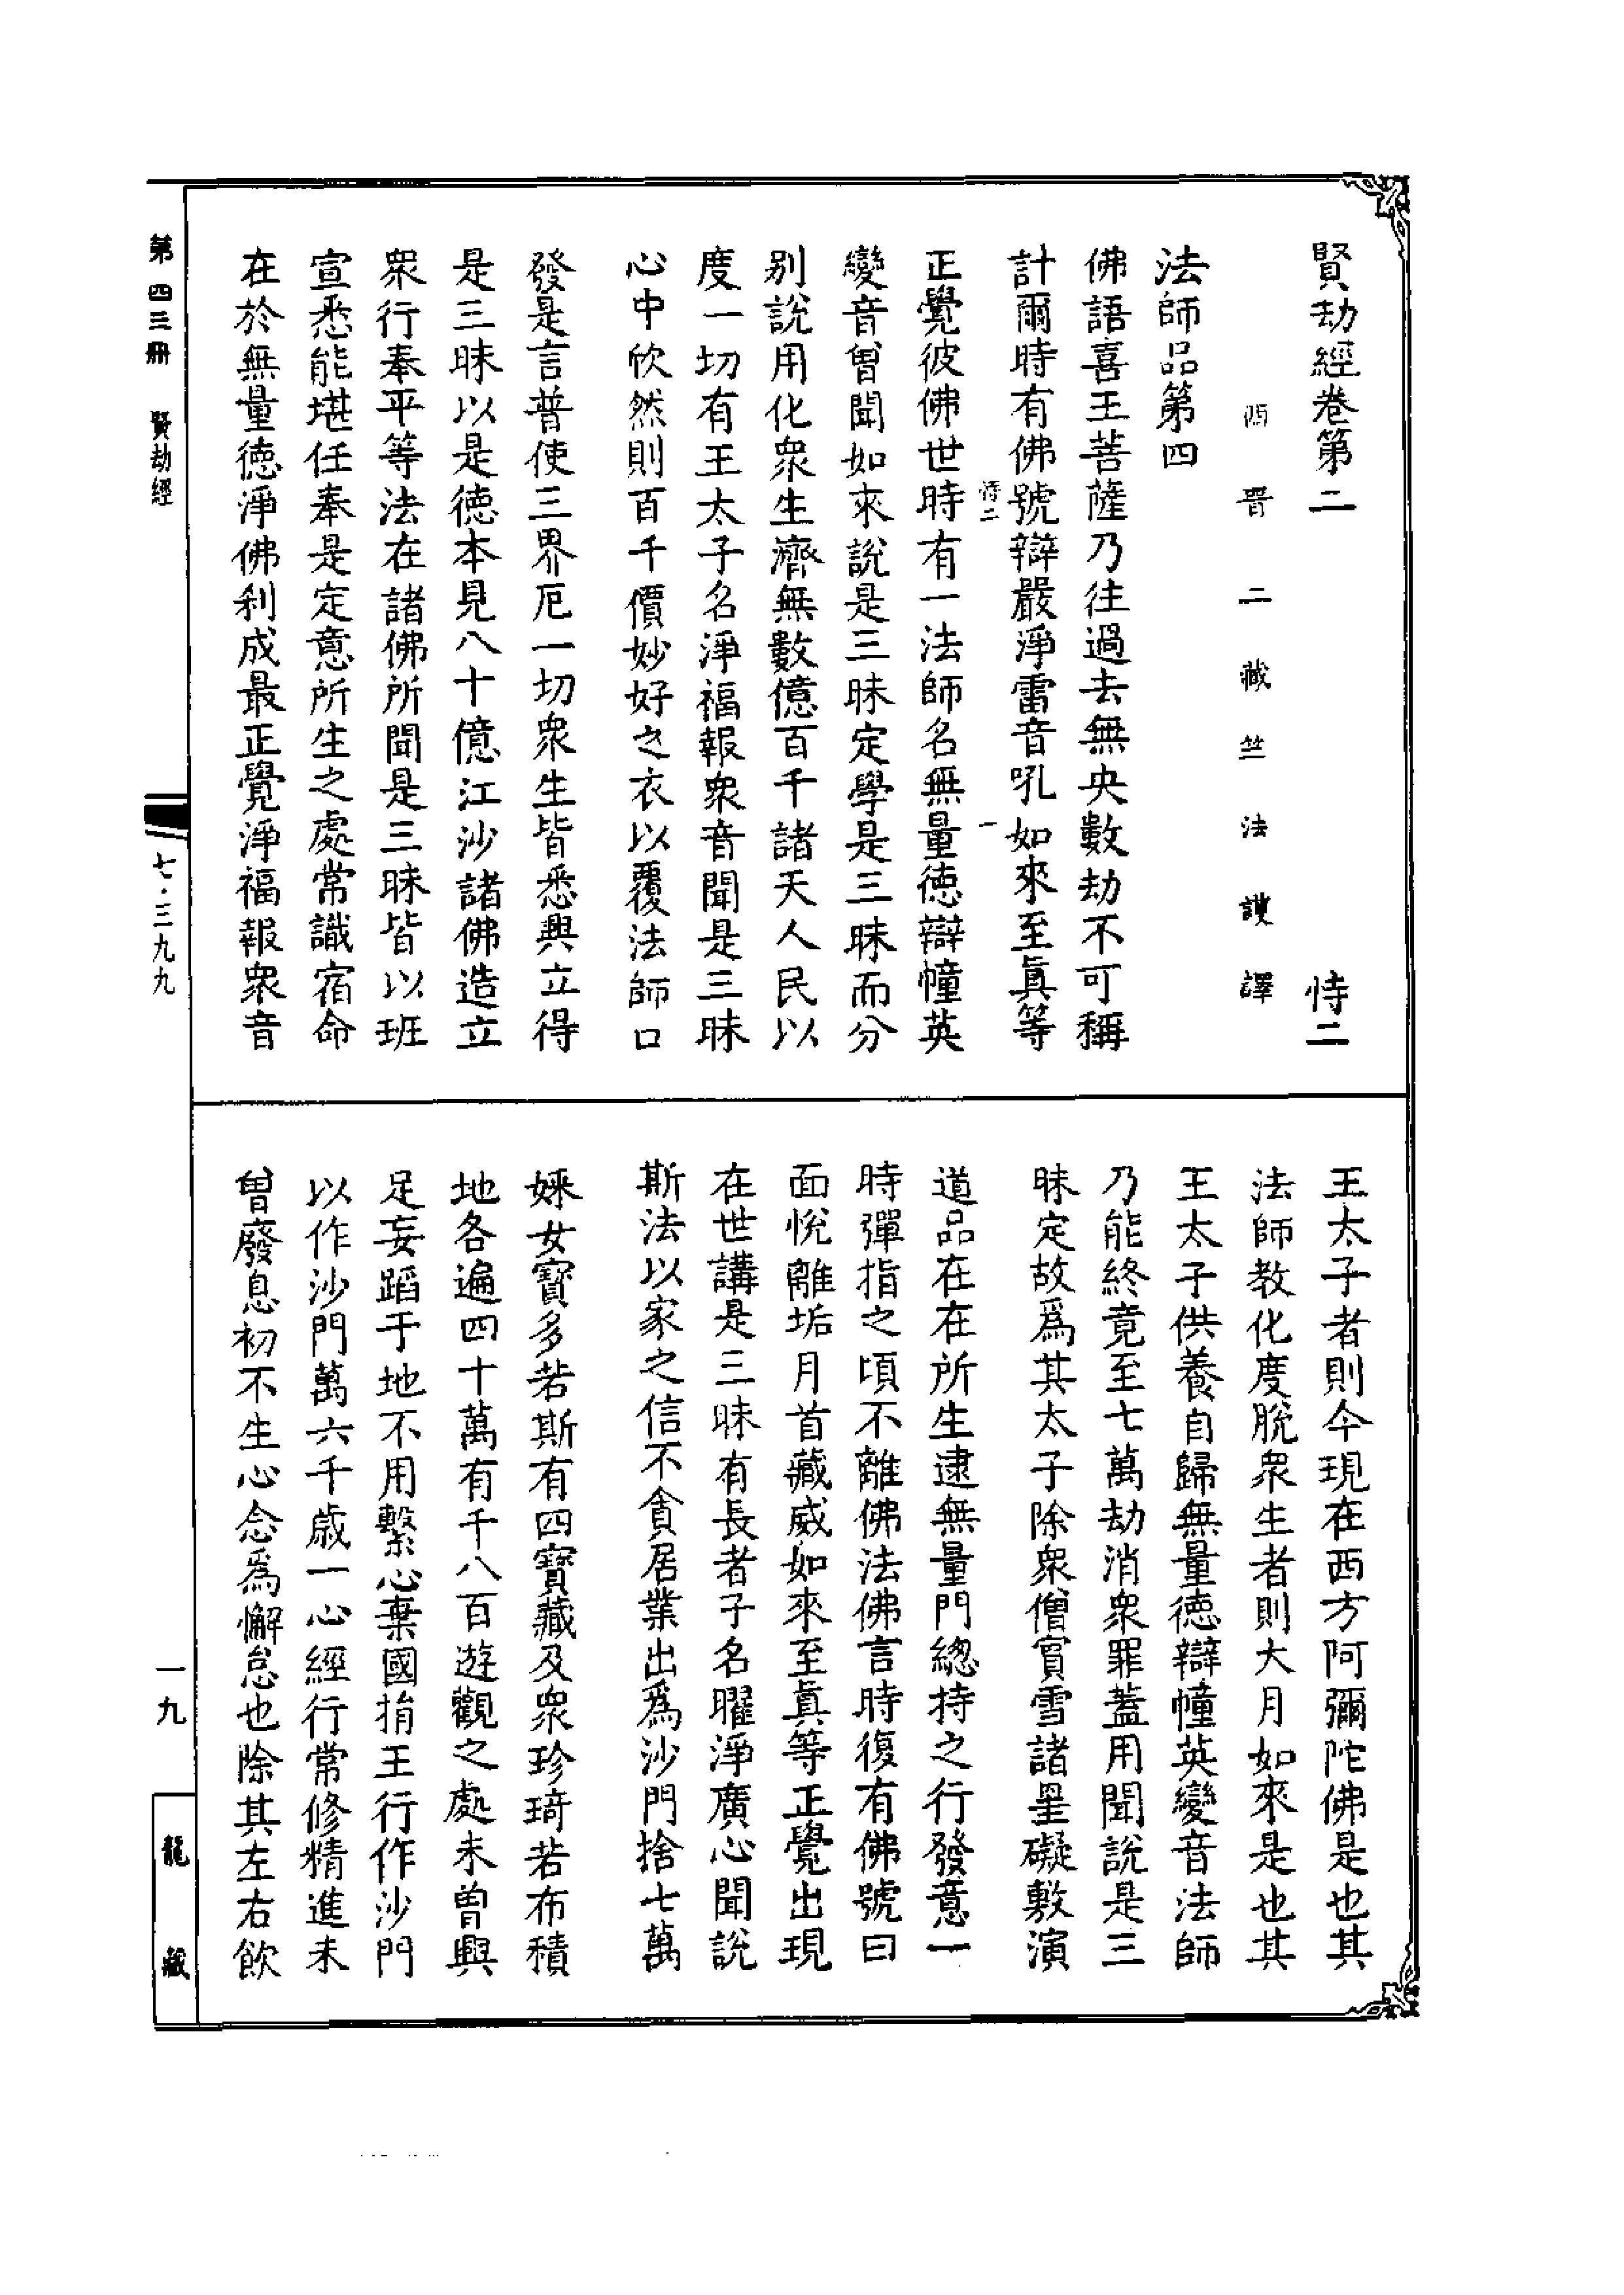 賢劫經卷第二　恃二
西晉三藏竺法護譯
法師品第四
佛語喜王菩薩乃往過去無央數劫不可稱
計爾時有佛號辯嚴淨雷音吼如來至眞等
恃二　一
正覺彼佛世時有一法師名無量德辯幢英
變音曾聞如來說是三昧定學是三昧而分
別說用化衆生濟無數億百千諸天人民以
度一切有王太子名淨福報衆音聞是三昧
心中欣然則百千價妙好之衣以覆法師口
發是言普使三界厄一切衆生皆悉興立得
是三昧以是德本見八十億江沙諸佛造立
衆行奉平等法在諸佛所聞是三昧皆以班
宣悉能堪任奉是定意所生之處常識宿命
在於無量德淨佛利成最正覺淨福報衆音
王太子者則今現在西方阿彌陀佛是也其
法師教化度脫衆生者則大月如來是也其
王太子供養自歸無量德辯幢英變音法師
乃能終竟至七萬劫消衆罪蓋用聞說是三
昧定故爲其太子除衆僧實雪諸星礙敷演
道品在在所生逮無量門總持之行發意一
時彈指之頃不離佛法佛言時復有佛號曰
面悅離垢月首藏威如來至眞等正覺出現
在世講是三昧有長者子名曜淨廣心聞說
斯法以家之信不貪居業出爲沙門捨七萬
婇女寶多若斯有四寶藏及衆珍琦若布積
地各遍四十萬有千八百遊觀之處未曾興
足妄蹈于地不用繫心棄國捐王行作沙門
以作沙門萬六千歲一心經行常修精進未
曾廢息初不生心念爲懈怠也除其左右飲
第四三冊　賢劫經
七·三九九
一九
龍藏